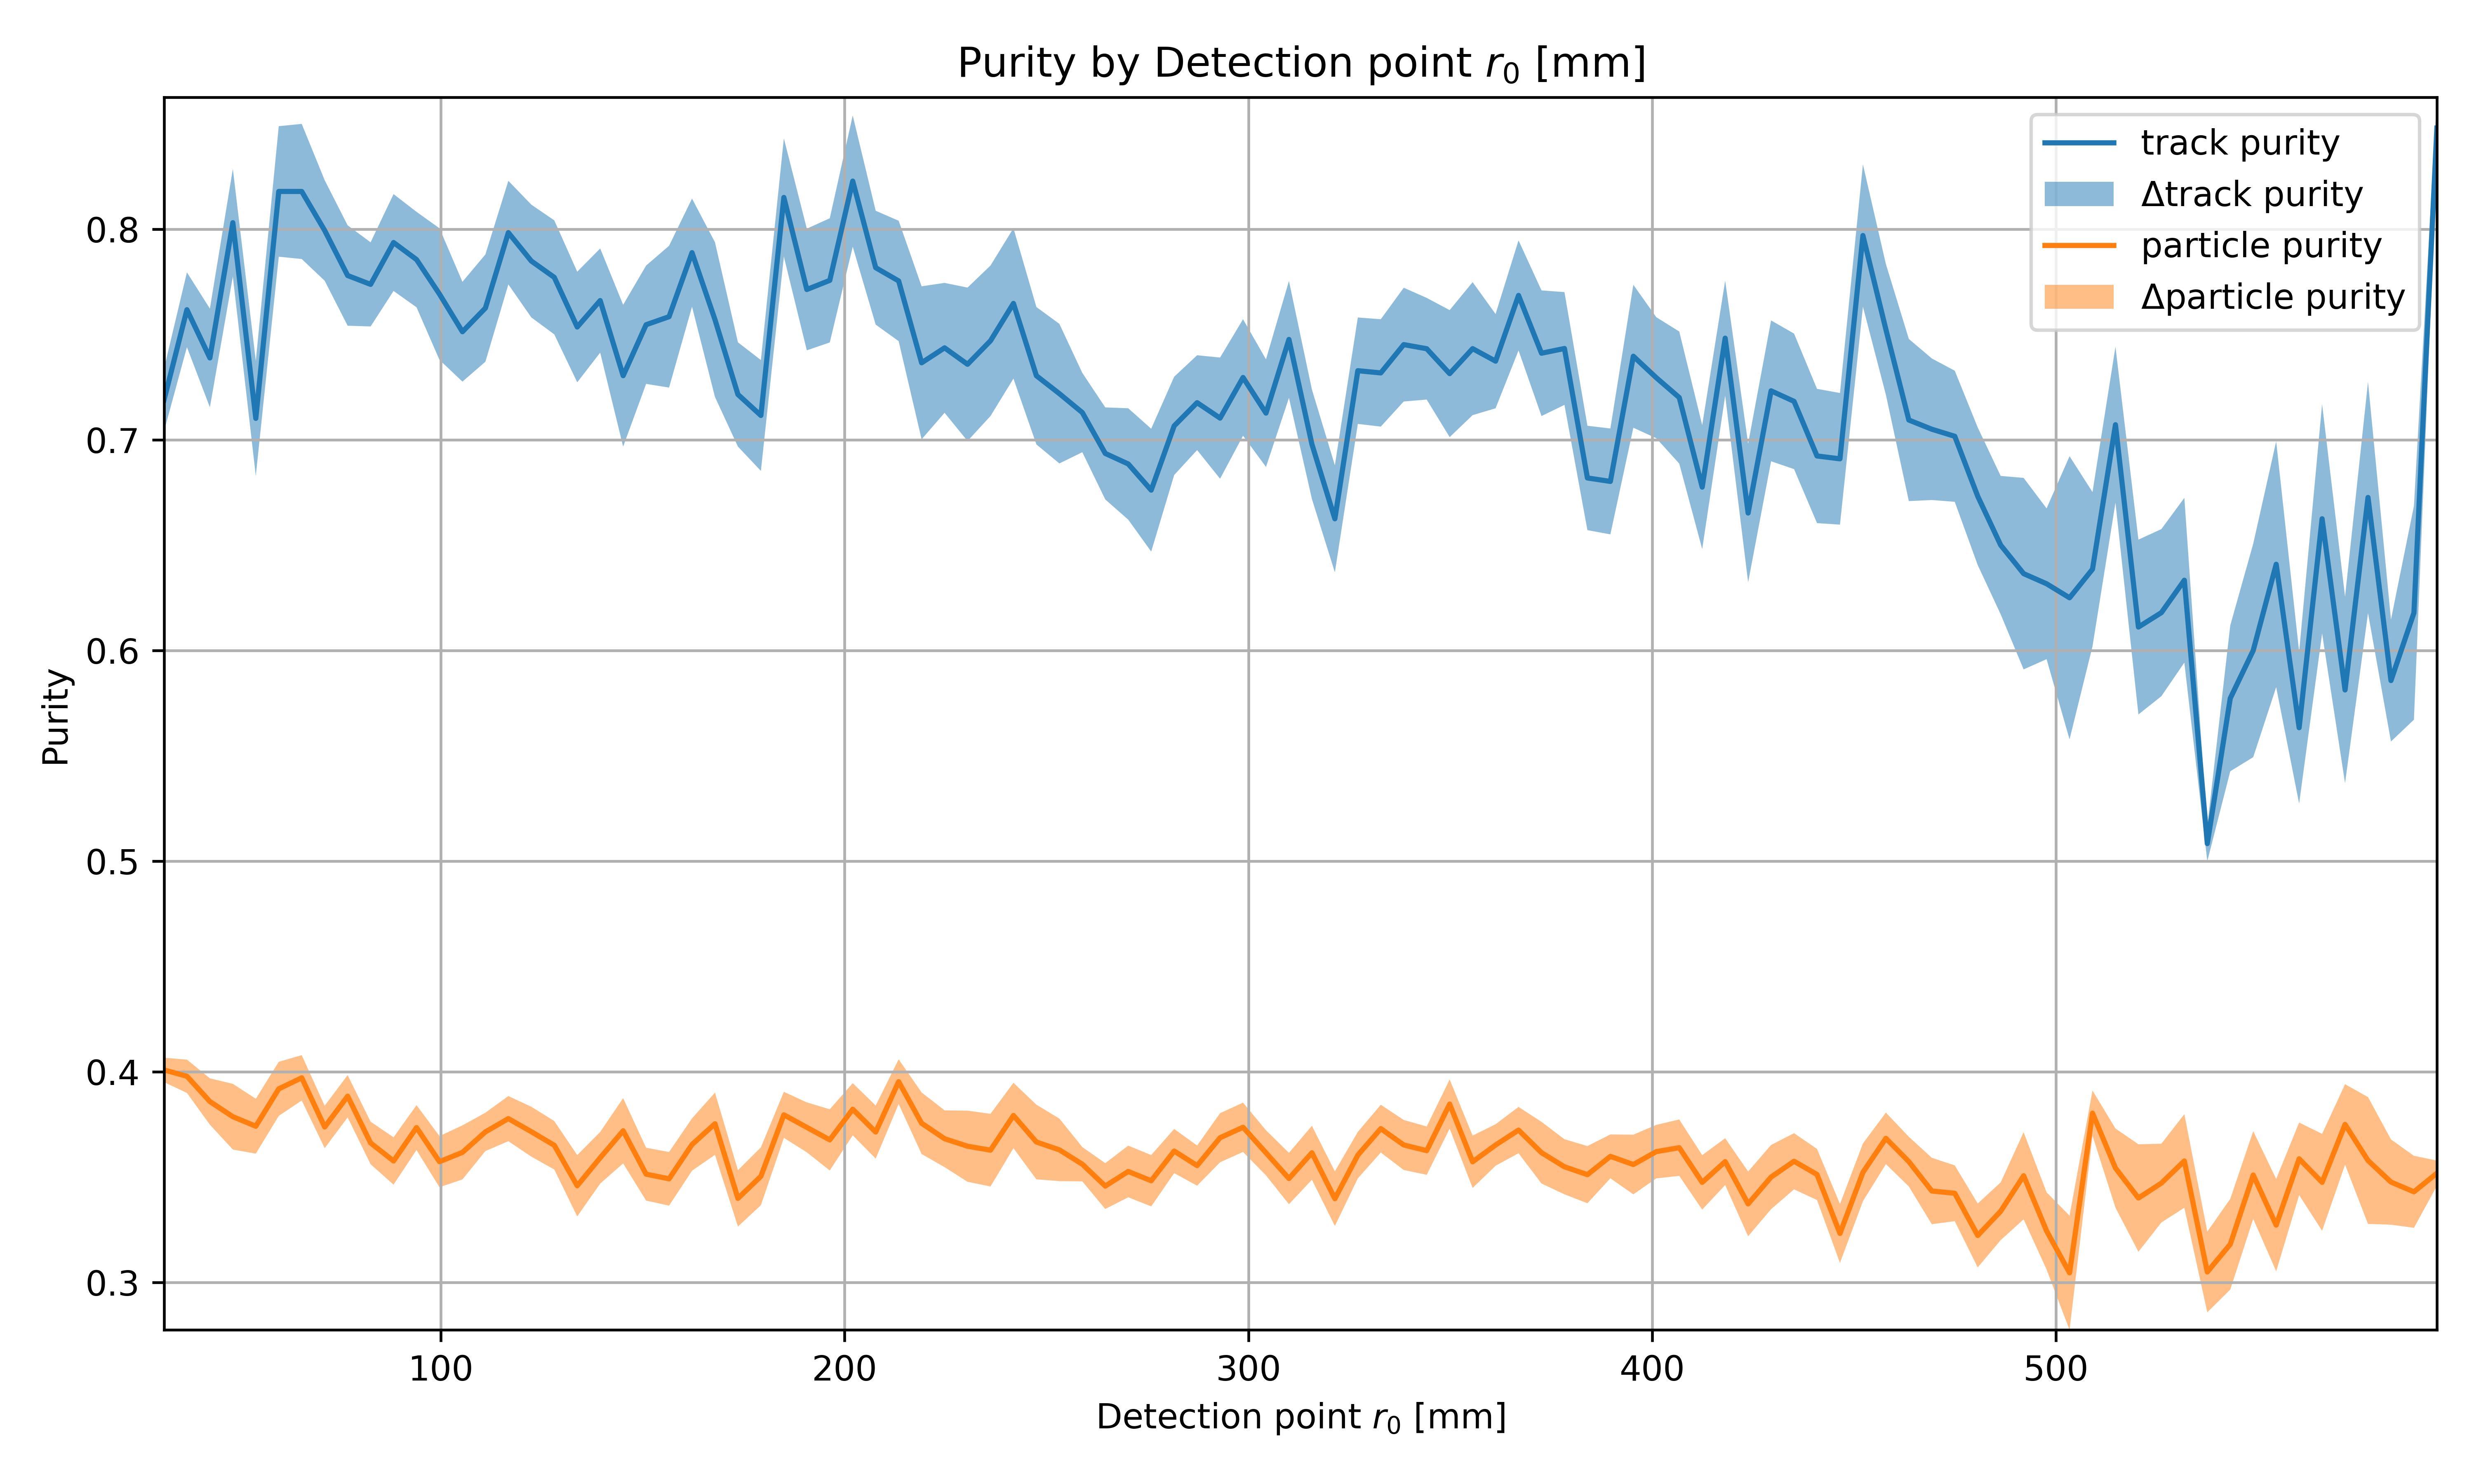 Purity by Detection point r₀ [mm]
track purity
Δtrack purity
particle purity
Δparticle purity
Purity
0.8
0.7
0.6
0.5
0.4
0.3
100 200 300 400 500
Detection point r₀ [mm]